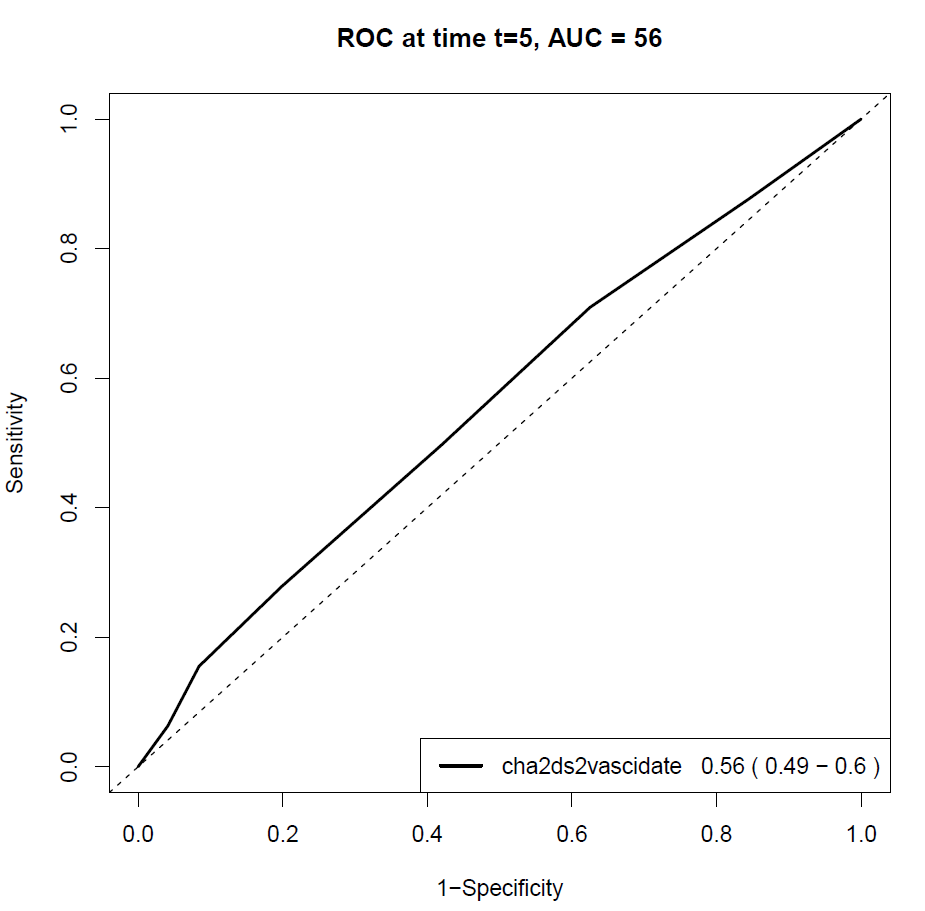 ROC at time t=5, AUC = 56
1.0
0.8
0.6
0.4
0.2
0.0
Sensitivity
cha2ds2vascidate 0.56 ( 0.49 − 0.6 )
0.0 0.2 0.4 0.6 0.8 1.0
1−Specificity